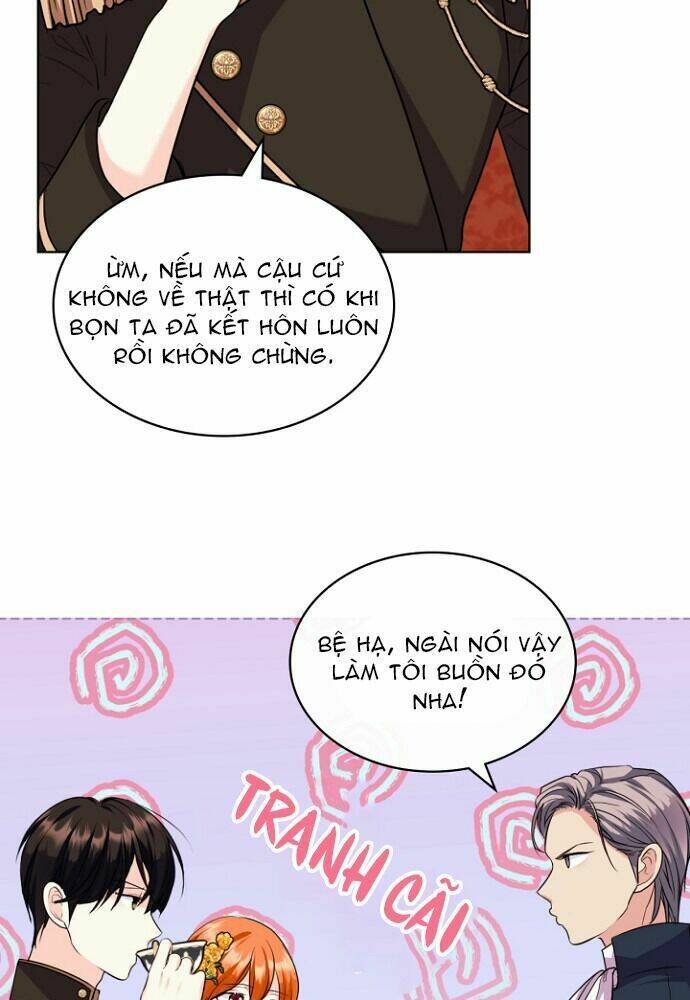 ỪM, NẾU MÀ CẬU CỨ
KHÔNG VỀ THẬT THÌ CÓ KHI
BỌN TA ĐÃ KẾT HÔN LUÔN
RỒI KHÔNG CHỪNG.
BỆ HẠ, NGÀI NÓI VẬY
LÀM TÔI BUỒN ĐÓ
NHA!
TRANH CÃI